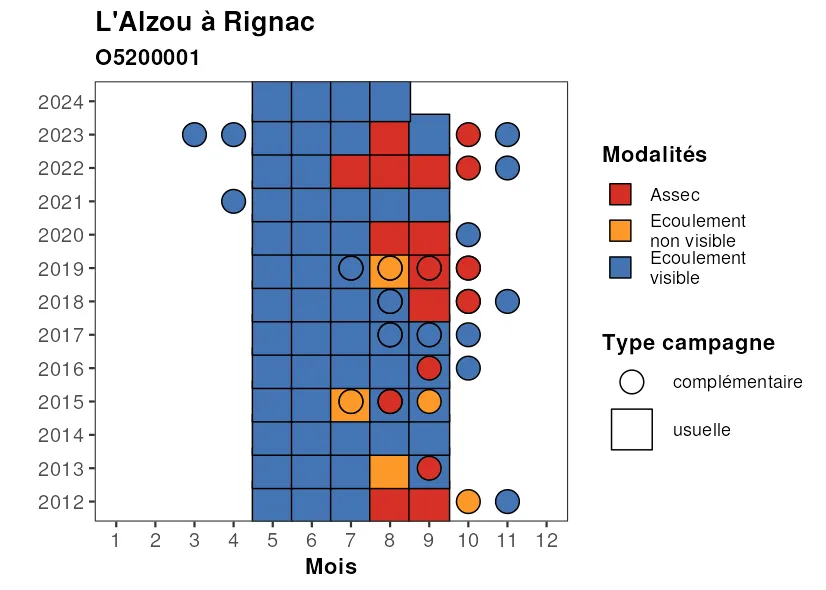 L'Alzou à Rignac
O5200001
2024
2023
2022
2021
2020
2019
2018
2017
2016
2015
2014
2013
2012
1 2 3 4 5 6 7 8 9 10 11 12
Mois
Modalités
Assec
Ecoulement
non visible
Ecoulement
visible
Type campagne
complémentaire
usuelle